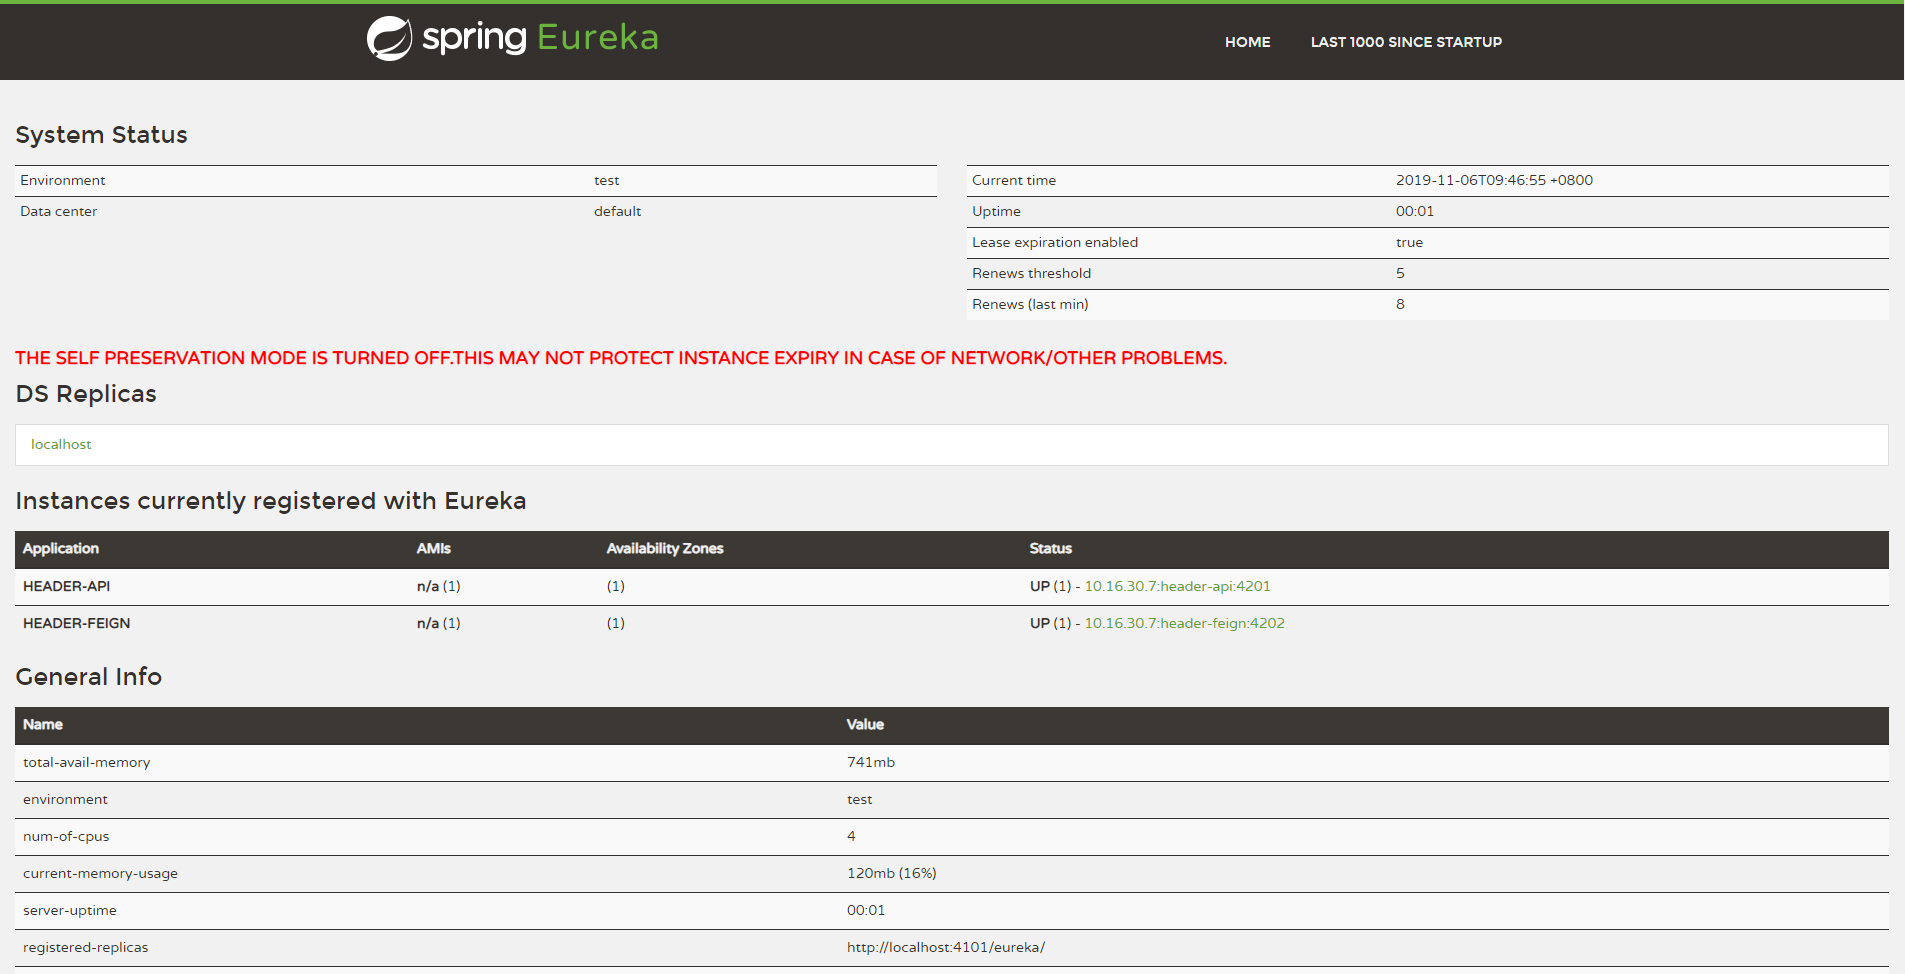 spring Eureka
HOME LAST 1000 SINCE STARTUP
System Status
Environment test
Data center default
Current time 2019-11-06T09:46:55 +0800
Uptime 00:01
Lease expiration enabled true
Renews threshold 5
Renews (last min) 8
THE SELF PRESERVATION MODE IS TURNED OFF.THIS MAY NOT PROTECT INSTANCE EXPIRY IN CASE OF NETWORK/OTHER PROBLEMS.
DS Replicas
localhost
Instances currently registered with Eureka
Application AMIs Availability Zones Status
HEADER-API n/a (1) (1) UP (1) - 10.16.30.7:header-api:4201
HEADER-FEIGN n/a (1) (1) UP (1) - 10.16.30.7:header-feign:4202
General Info
Name Value
total-avail-memory 741mb
environment test
num-of-cpus 4
current-memory-usage 120mb (16%)
server-uptime 00:01
registered-replicas http://localhost:4101/eureka/